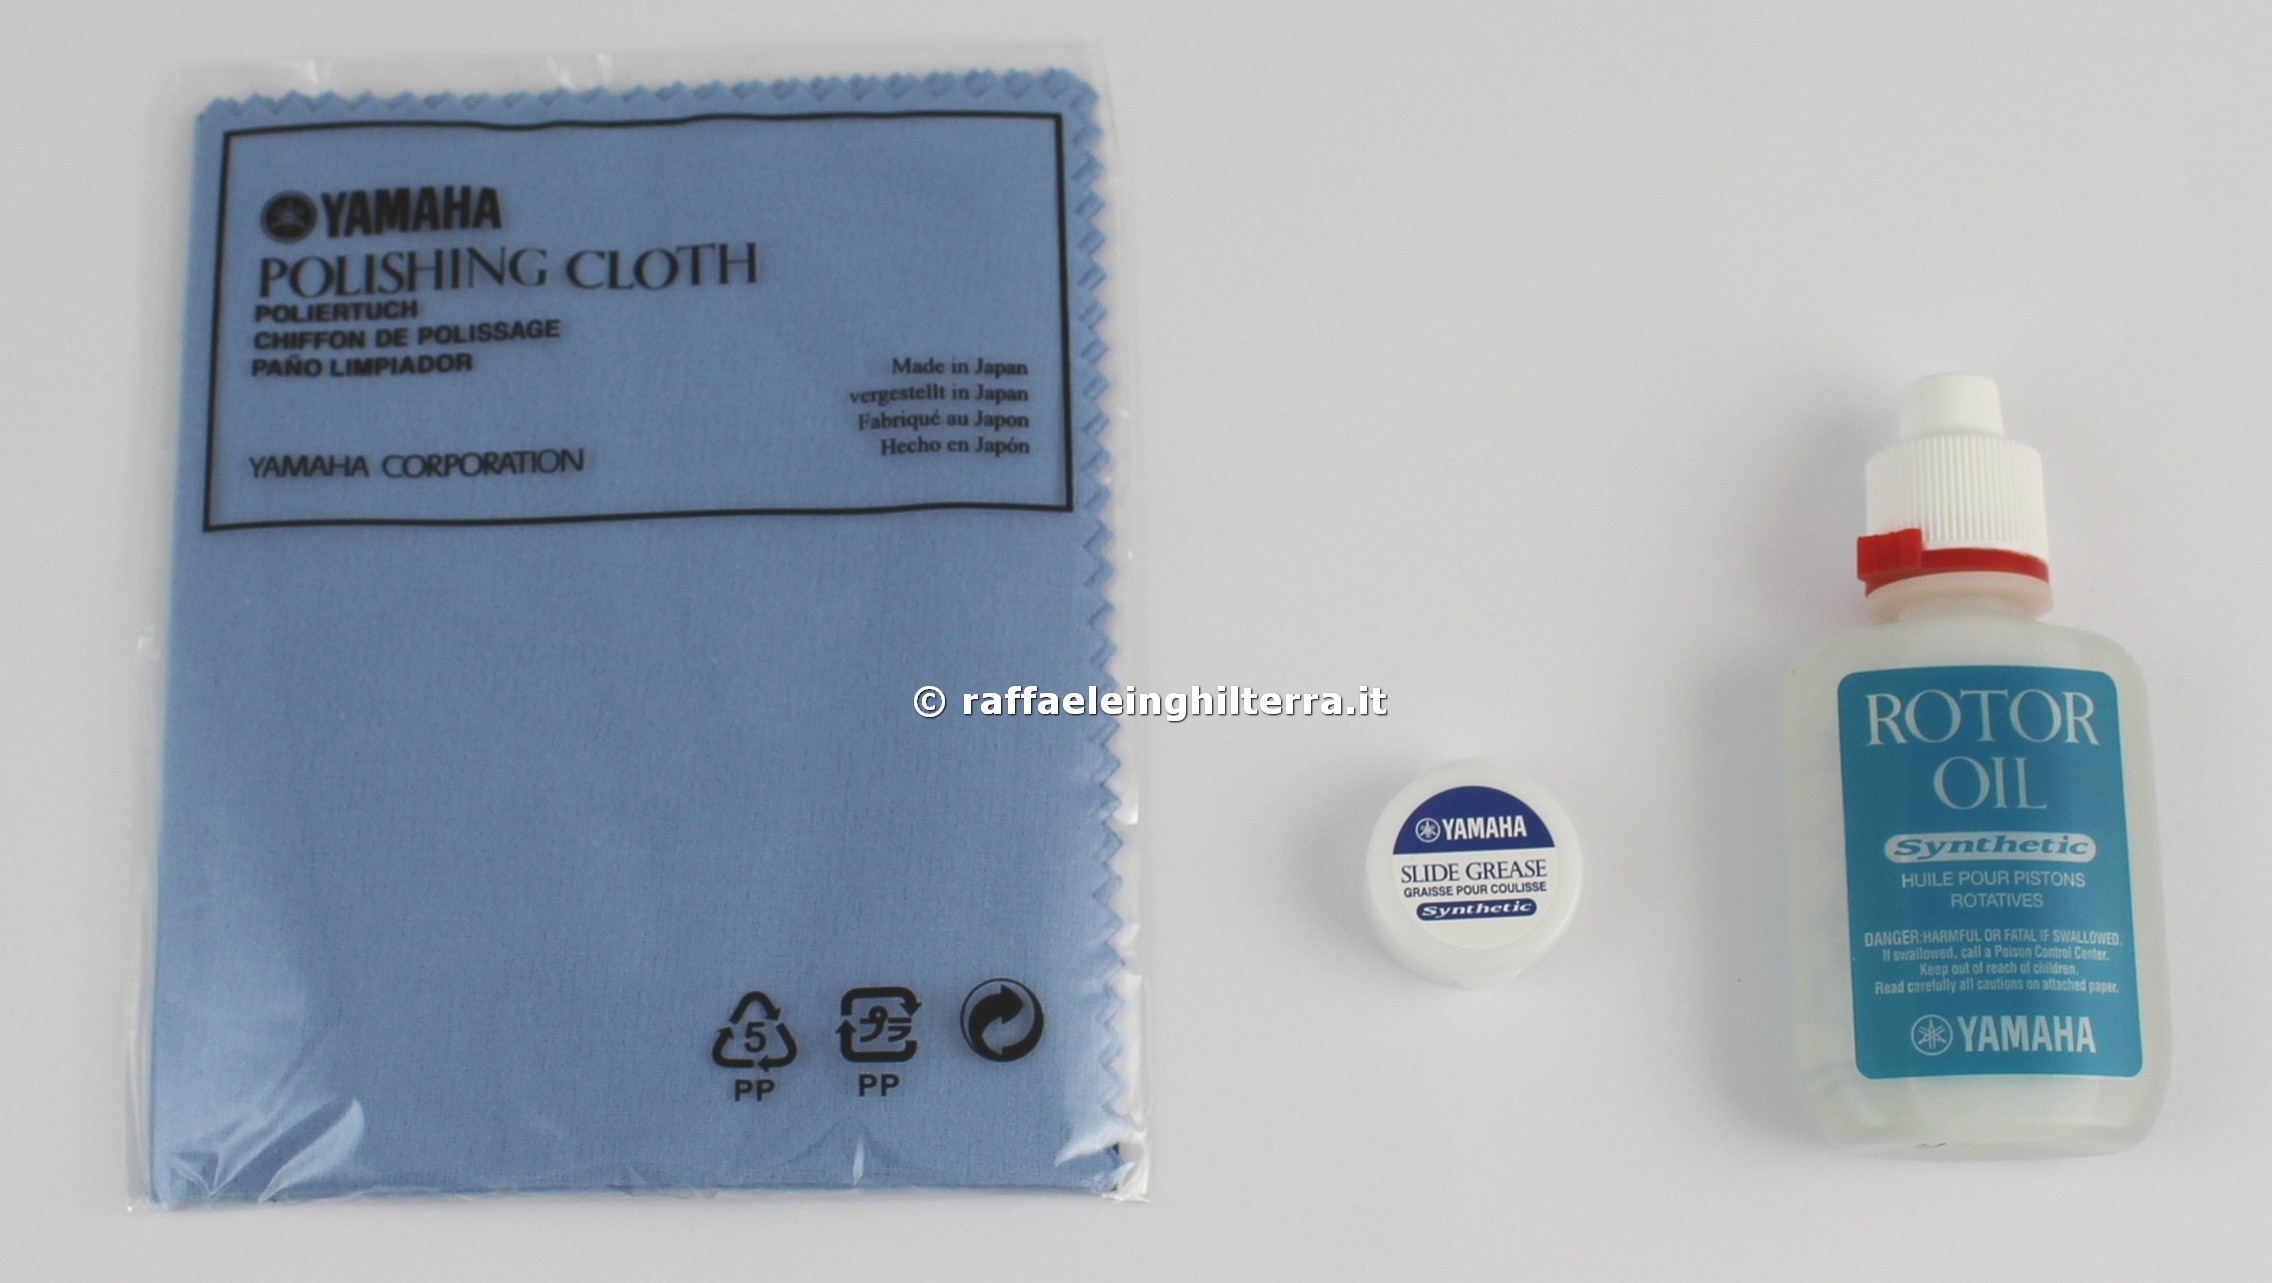 YAMAHA
POLISHING CLOTH
POLIERTUCH
CHIFFON DE POLISSAGE
PAÑO LIMPIADOR
Made in Japan
vergestellt in Japan
Fabriqué au Japon
Hecho en Japón
YAMAHA CORPORATION
5
PP
プラ
PP
© raffaeleinghilterra.it
YAMAHA
SLIDE GREASE
GRAISSE POUR COULISSE
Synthetic
ROTOR
OIL
Synthetic
HUILE POUR PISTONS
ROTATIVES
DANGER:HARMFUL OR FATAL IF SWALLOWED.
If swallowed, call a Poison Control Center.
Keep out of reach of children.
Read carefully all cautions on attached paper.
YAMAHA